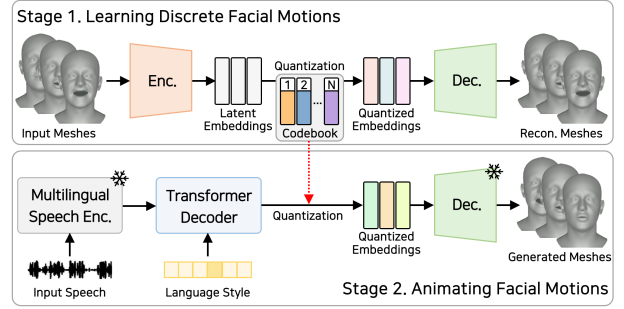 Stage 1. Learning Discrete Facial Motions
Input Meshes
Enc.
Latent
Embeddings
Quantization
1 2 ... N
Codebook
Quantized
Embeddings
Dec.
Recon. Meshes
Multilingual
Speech Enc.
Input Speech
Transformer
Decoder
Language Style
Quantization
Quantized
Embeddings
Dec.
Generated Meshes
Stage 2. Animating Facial Motions